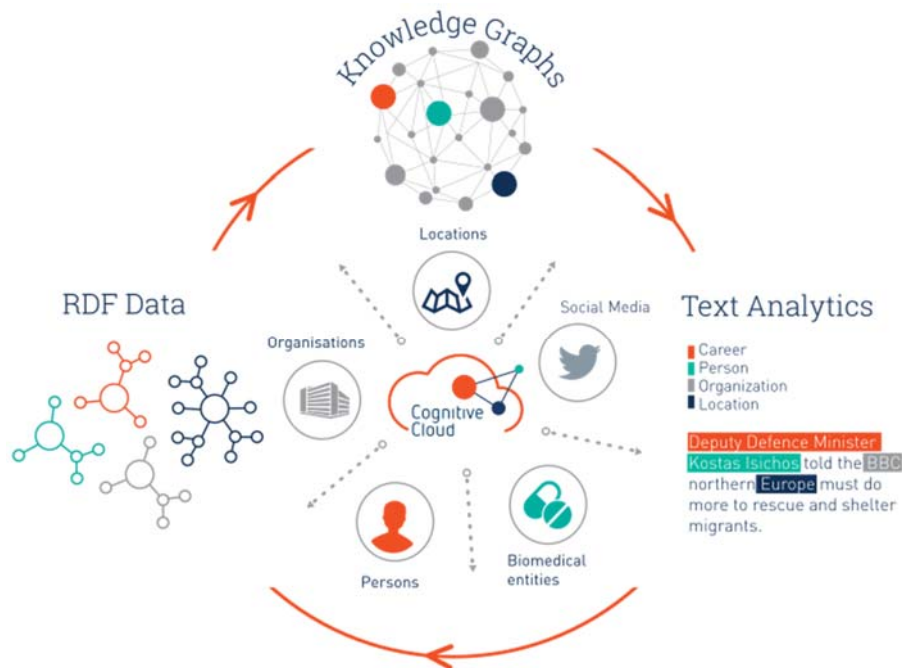 Knowledge Graphs
Locations
RDF Data
Social Media
Text Analytics
Organisations
Career
Person
Organization
Location
Cognitive
Cloud
Deputy Defence Minister
Kostas Isichos told the BBC
northern Europe must do
more to rescue and shelter
migrants.
Persons
Biomedical
entities